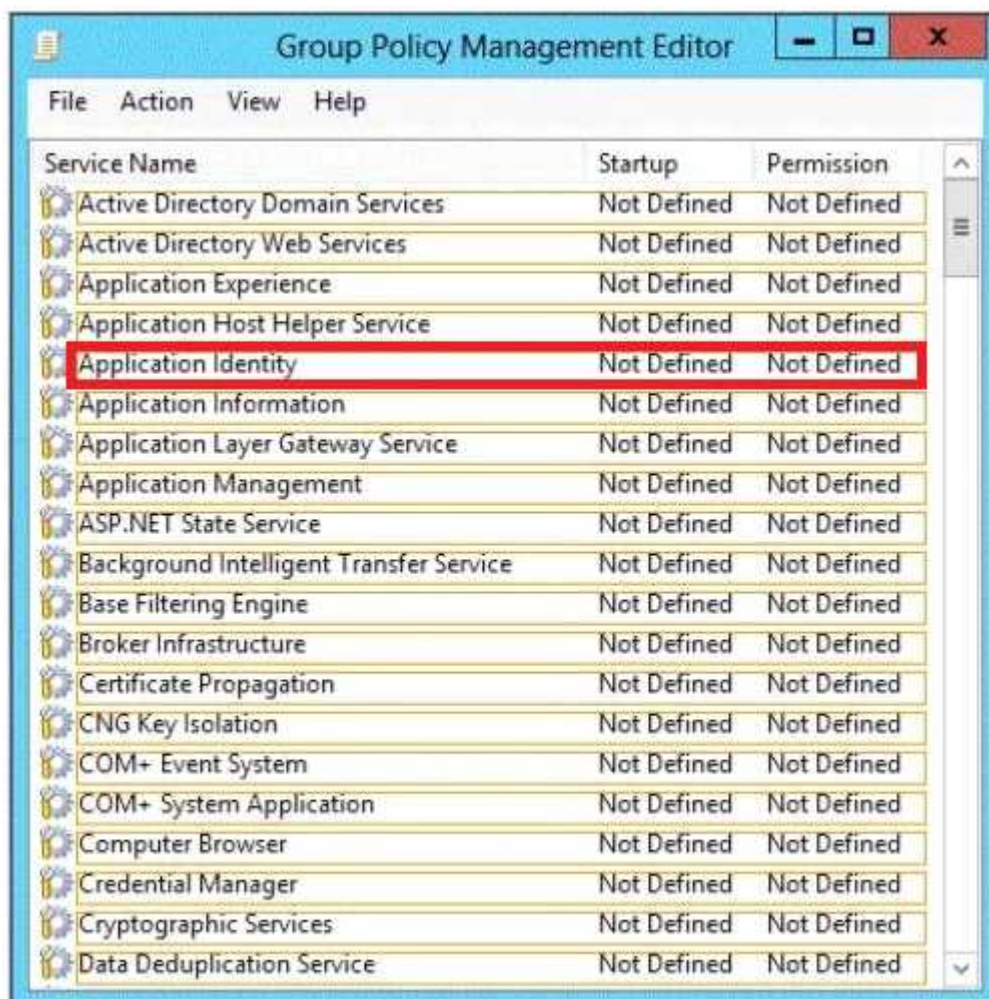 Group Policy Management Editor
File Action View Help
Service Name Startup Permission
Active Directory Domain Services Not Defined Not Defined
Active Directory Web Services Not Defined Not Defined
Application Experience Not Defined Not Defined
Application Host Helper Service Not Defined Not Defined
Application Identity Not Defined Not Defined
Application Information Not Defined Not Defined
Application Layer Gateway Service Not Defined Not Defined
Application Management Not Defined Not Defined
ASP.NET State Service Not Defined Not Defined
Background Intelligent Transfer Service Not Defined Not Defined
Base Filtering Engine Not Defined Not Defined
Broker Infrastructure Not Defined Not Defined
Certificate Propagation Not Defined Not Defined
CNG Key Isolation Not Defined Not Defined
COM+ Event System Not Defined Not Defined
COM+ System Application Not Defined Not Defined
Computer Browser Not Defined Not Defined
Credential Manager Not Defined Not Defined
Cryptographic Services Not Defined Not Defined
Data Deduplication Service Not Defined Not Defined